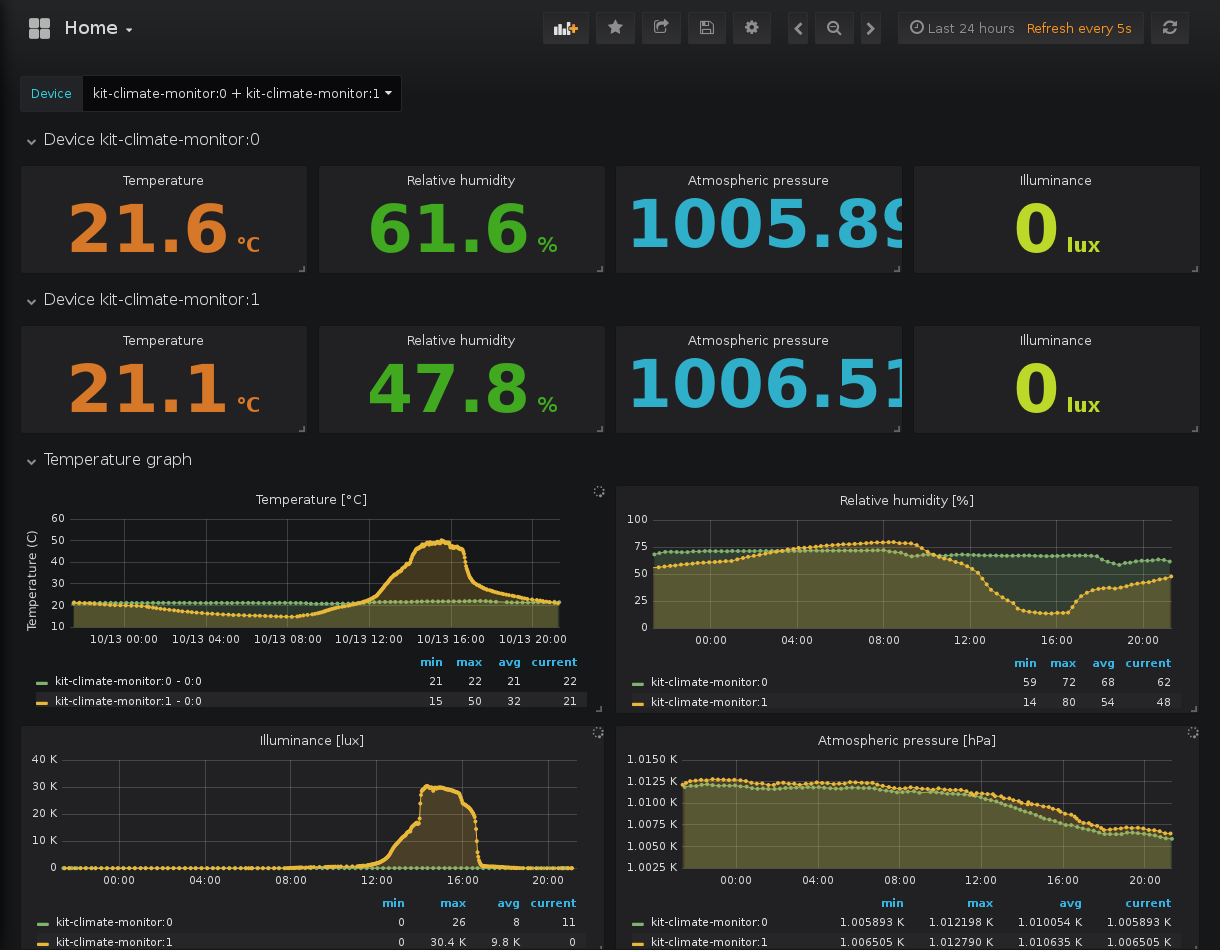 Home
Last 24 hours Refresh every 5s
Device kit-climate-monitor:0 + kit-climate-monitor:1
Device kit-climate-monitor:0
Temperature Relative humidity Atmospheric pressure Illuminance
21.6 °C 61.6 % 1005.89 0 lux
Device kit-climate-monitor:1
Temperature Relative humidity Atmospheric pressure Illuminance
21.1 °C 47.8 % 1006.51 0 lux
Temperature graph
Temperature [°C]
Temperature (C)
60
50
40
30
20
10
10/13 00:00 10/13 04:00 10/13 08:00 10/13 12:00 10/13 16:00 10/13 20:00
min max avg current
kit-climate-monitor:0 - 0:0 21 22 21 22
kit-climate-monitor:1 - 0:0 15 50 32 21
Relative humidity [%]
100
75
50
25
0
00:00 04:00 08:00 12:00 16:00 20:00
min max avg current
kit-climate-monitor:0 59 72 68 62
kit-climate-monitor:1 14 80 54 48
Illuminance [lux]
40 K
30 K
20 K
10 K
0
00:00 04:00 08:00 12:00 16:00 20:00
min max avg current
kit-climate-monitor:0 0 26 8 11
kit-climate-monitor:1 0 30.4 K 9.8 K 0
Atmospheric pressure [hPa]
1.0150 K
1.0125 K
1.0100 K
1.0075 K
1.0050 K
1.0025 K
00:00 04:00 08:00 12:00 16:00 20:00
min max avg current
kit-climate-monitor:0 1.005893 K 1.012198 K 1.010054 K 1.005893 K
kit-climate-monitor:1 1.006505 K 1.012790 K 1.010635 K 1.006505 K